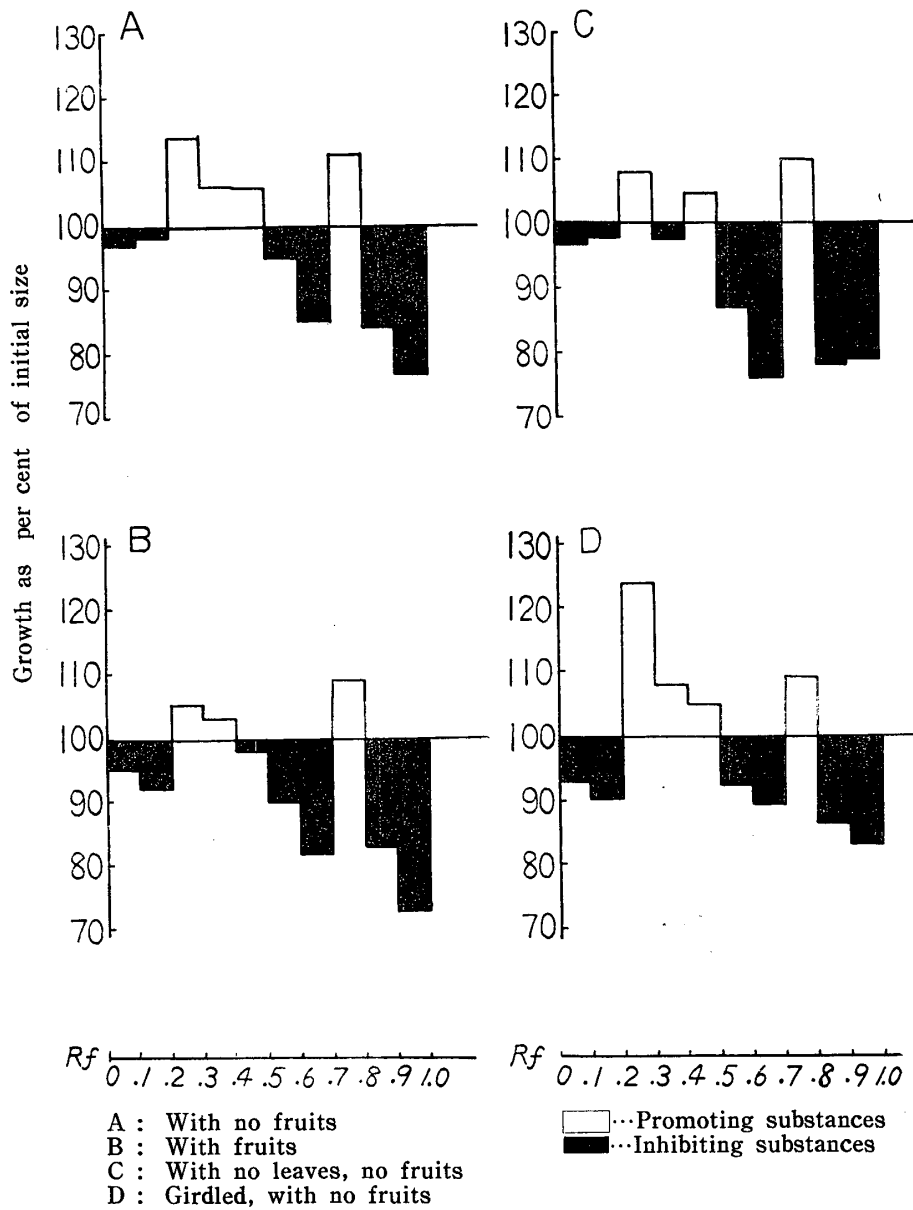 A
130
120
110
100
90
80
70
C
130
120
110
100
90
80
70
Growth as per cent of initial size
B
130
120
110
100
90
80
70
D
130
120
110
100
90
80
70
Rf
0 .1 .2 .3 .4 .5 .6 .7 .8 .9 1.0
0 .1 .2 .3 .4 .5 .6 .7 .8 .9 1.0
A : With no fruits
B : With fruits
C : With no leaves, no fruits
D : Girdled, with no fruits
···Promoting substances
···Inhibiting substances